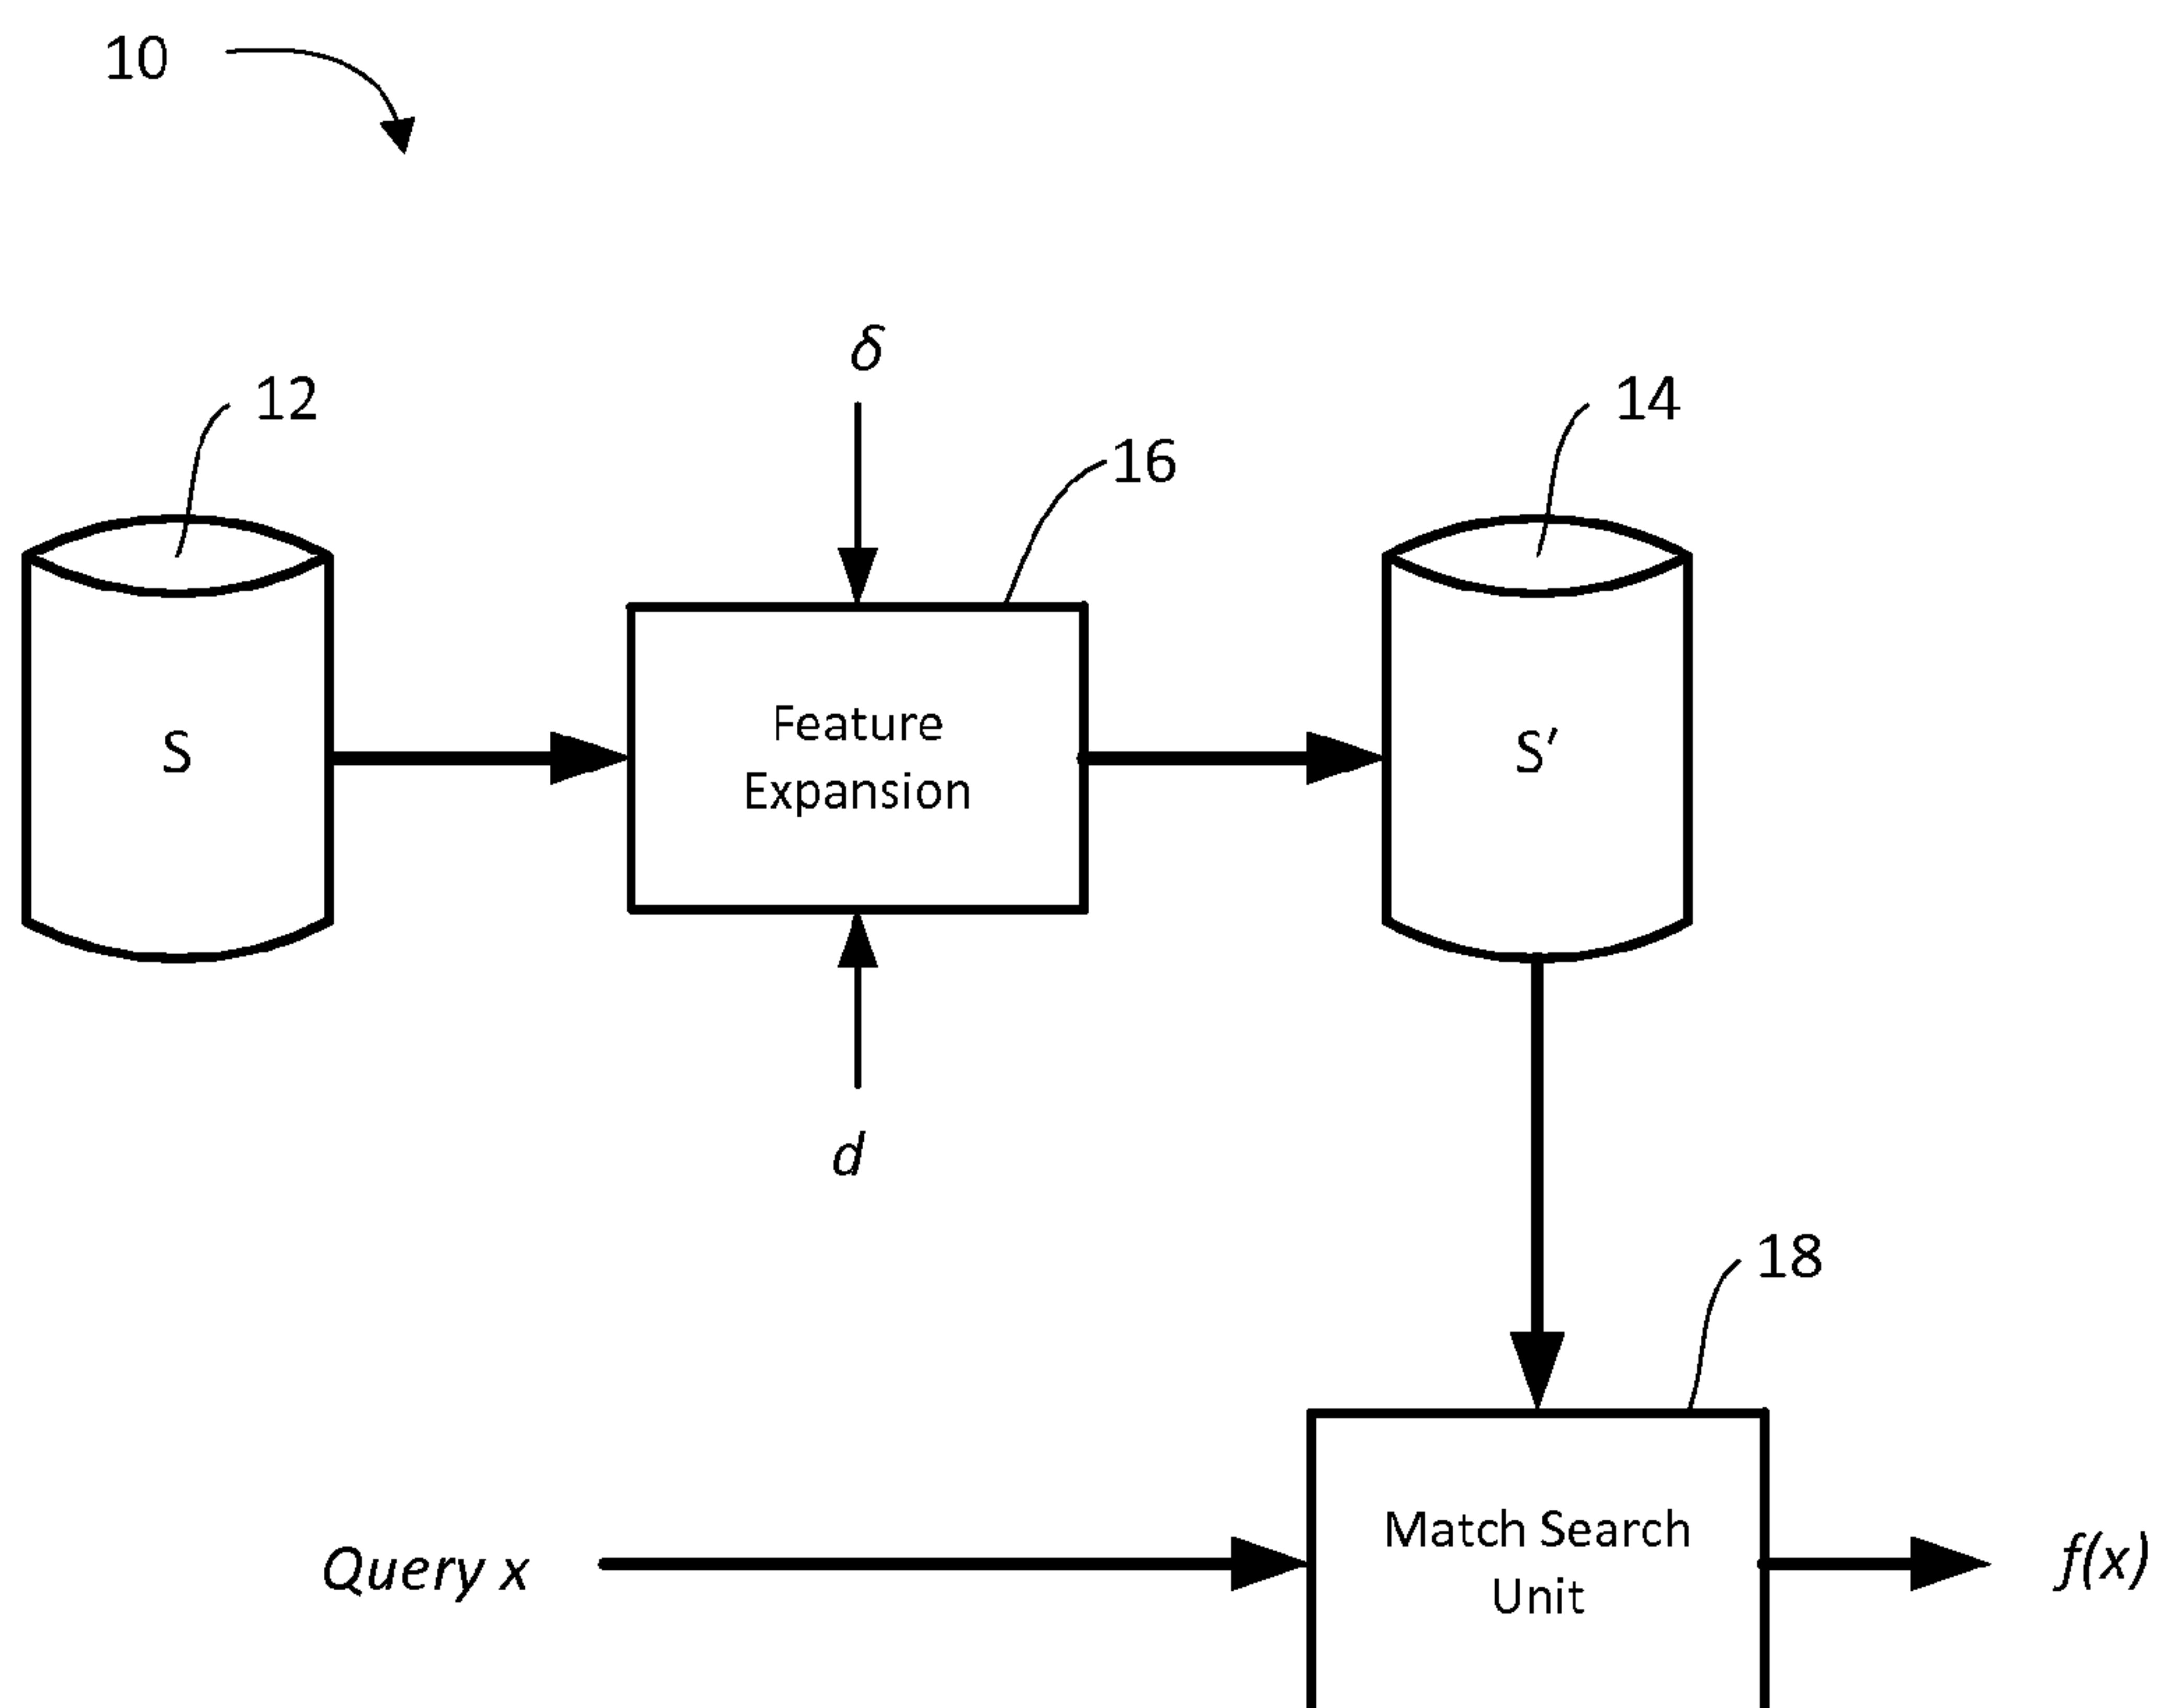 10
δ
12
14
16
S
Feature
Expansion
S'
d
18
Match Search
Unit
Query x
f(x)